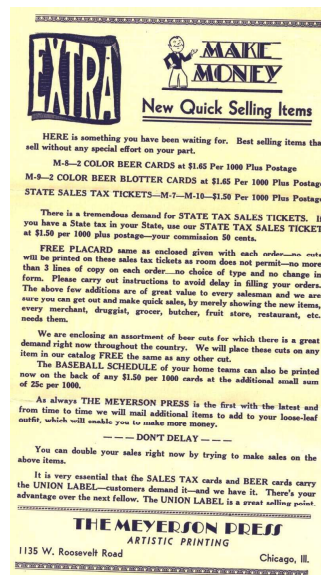 EXTRA
MAKE
MONEY
New Quick Selling Items
HERE is something you have been waiting for. Best selling items tha
sell without any special effort on your part.
M-8—2 COLOR BEER CARDS at $1.65 Per 1000 Plus Postage
M-9—2 COLOR BEER BLOTTER CARDS at $1.65 Per 1000 Plus Postage
STATE SALES TAX TICKETS—M-7—M-10—$1.50 Per 1000 Plus Postage
There is a tremendous demand for STATE TAX SALES TICKETS. If
you have a State tax in your State, use our STATE SALES TAX TICKET
at $1.50 per 1000 plus postage—your commission 50 cents.
FREE PLACARD same as enclosed given with each order—no cuts
will be printed on these sales tax tickets as room does not permit—no more
than 3 lines of copy on each order—no choice of type and no change in
form. Please carry out instructions to avoid delay in filling your orders.
The above few additions are of great value to every salesman and we are
sure you can get out and make quick sales, by merely showing the new items,
every merchant, druggist, grocer, butcher, fruit store, restaurant, etc.
needs them.
We are enclosing an assortment of beer cuts for which there is a great
demand right now throughout the country. We will place these cuts on any
item in our catalog FREE the same as any other cut.
The BASEBALL SCHEDULE of your home teams can also be printed
now on the back of any $1.50 per 1000 cards at the additional small sum
of 25c per 1000.
As always THE MEYERSON PRESS is the first with the latest and
from time to time we will mail additional items to add to your loose-leaf
outfit, which will enable you to make more money.
— — — DON'T DELAY — — —
You can double your sales right now by trying to make sales on the
above items.
It is very essential that the SALES TAX cards and BEER cards carry
the UNION LABEL—customers demand it—and we have it. There's your
advantage over the next fellow. The UNION LABEL is a great selling point.
THE MEYERSON PRESS
ARTISTIC PRINTING
1135 W. Roosevelt Road
Chicago, Ill.